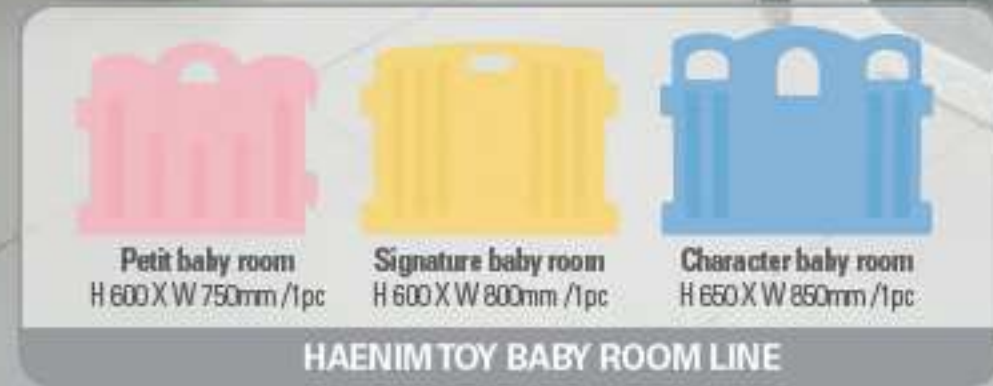 Petit baby room
H 600 X W 750mm /1pc
Signature baby room
H 600 X W 800mm /1pc
Character baby room
H 650 X W 850mm /1pc
HAENIM TOY BABY ROOM LINE